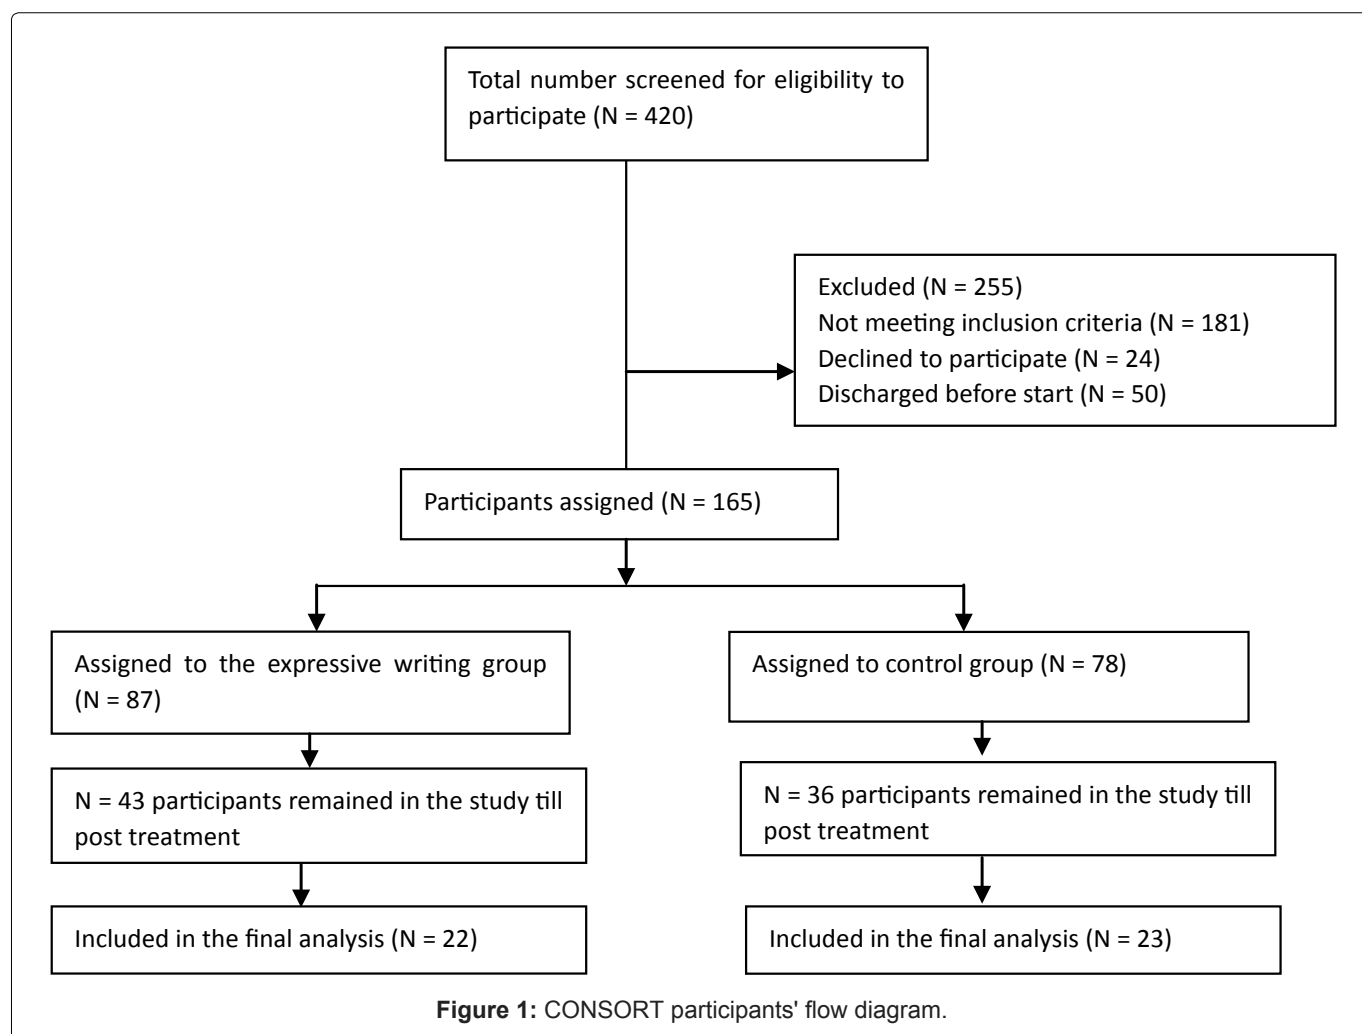 Total number screened for eligibility to
participate (N = 420)
Excluded (N = 255)
Not meeting inclusion criteria (N = 181)
Declined to participate (N = 24)
Discharged before start (N = 50)
Participants assigned (N = 165)
Assigned to the expressive writing group
(N = 87)
Assigned to control group (N = 78)
N = 43 participants remained in the study till
post treatment
N = 36 participants remained in the study till
post treatment
Included in the final analysis (N = 22)
Included in the final analysis (N = 23)
Figure 1: CONSORT participants' flow diagram.